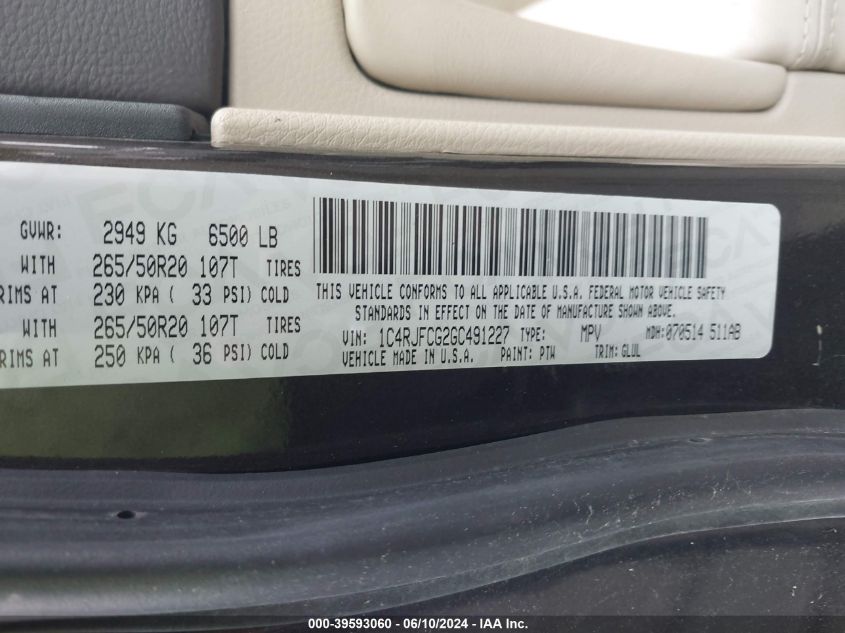 GVWR: 2949 KG 6500 LB
WITH 265/50R20 107T TIRES
RIMS AT 230 KPA ( 33 PSI) COLD
WITH 265/50R20 107T TIRES
RIMS AT 250 KPA ( 36 PSI) COLD
THIS VEHICLE CONFORMS TO ALL APPLICABLE U.S.A. FEDERAL MOTOR VEHICLE SAFETY
STANDARDS IN EFFECT ON THE DATE OF MANUFACTURE SHOWN ABOVE.
VIN: 1C4RJFCG2GC491227 TYPE: MPV MDH:070514 511AB
VEHICLE MADE IN U.S.A. PAINT: PTW TRIM: GLUL
000-39593060 - 06/10/2024 - IAA, Inc.